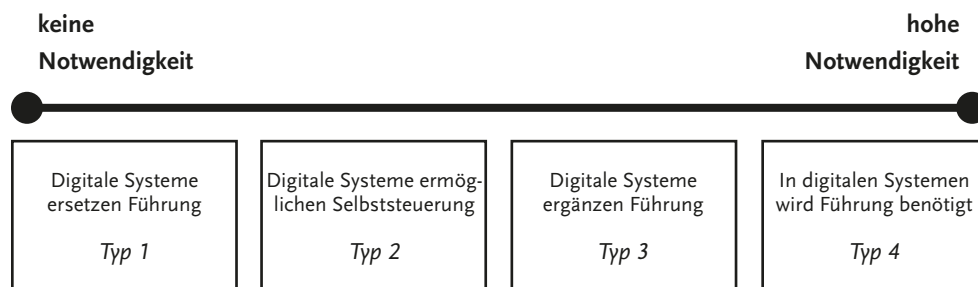 keine
Notwendigkeit
hohe
Notwendigkeit
Digitale Systeme
ersetzen Führung
Typ 1
Digitale Systeme ermög-
lichen Selbststeuerung
Typ 2
Digitale Systeme
ergänzen Führung
Typ 3
In digitalen Systemen
wird Führung benötigt
Typ 4